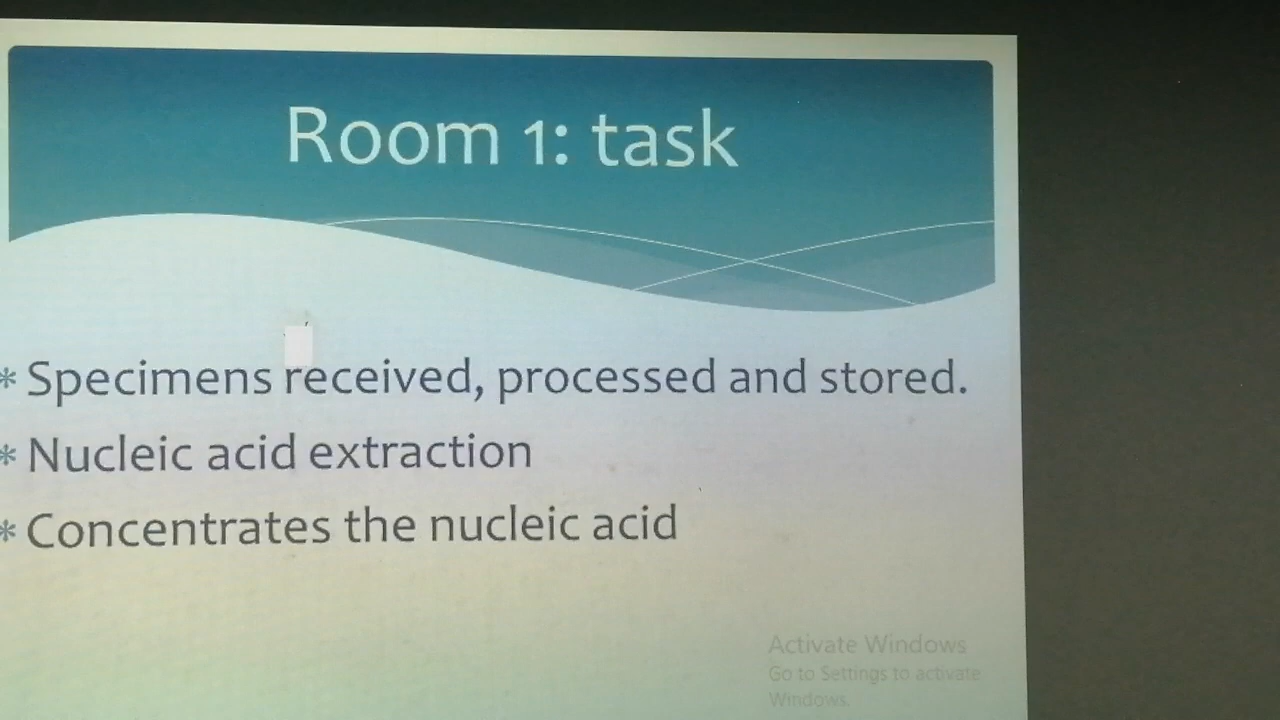 Room 1: task
* Specimens received, processed and stored.
* Nucleic acid extraction
* Concentrates the nucleic acid
Activate Windows
Go to Settings to activate
Windows.